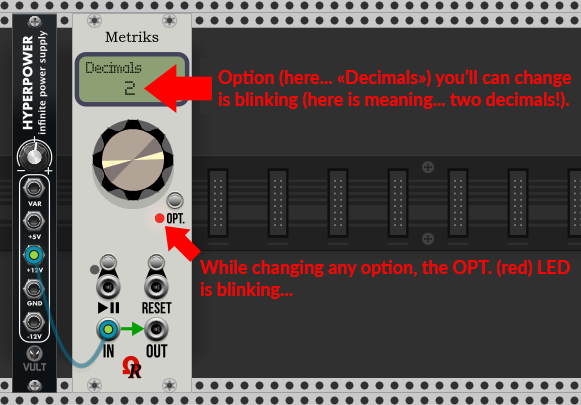 HYPERPOWER
infinite power supply
- +
VAR
+5V
+12V
GND
-12V
VULT
Metriks
Decimals
2
OPT.
RESET
IN
OUT
ΩR
Option (here... «Decimals») you'll can change
is blinking (here is meaning... two decimals!).
While changing any option, the OPT. (red) LED
is blinking...